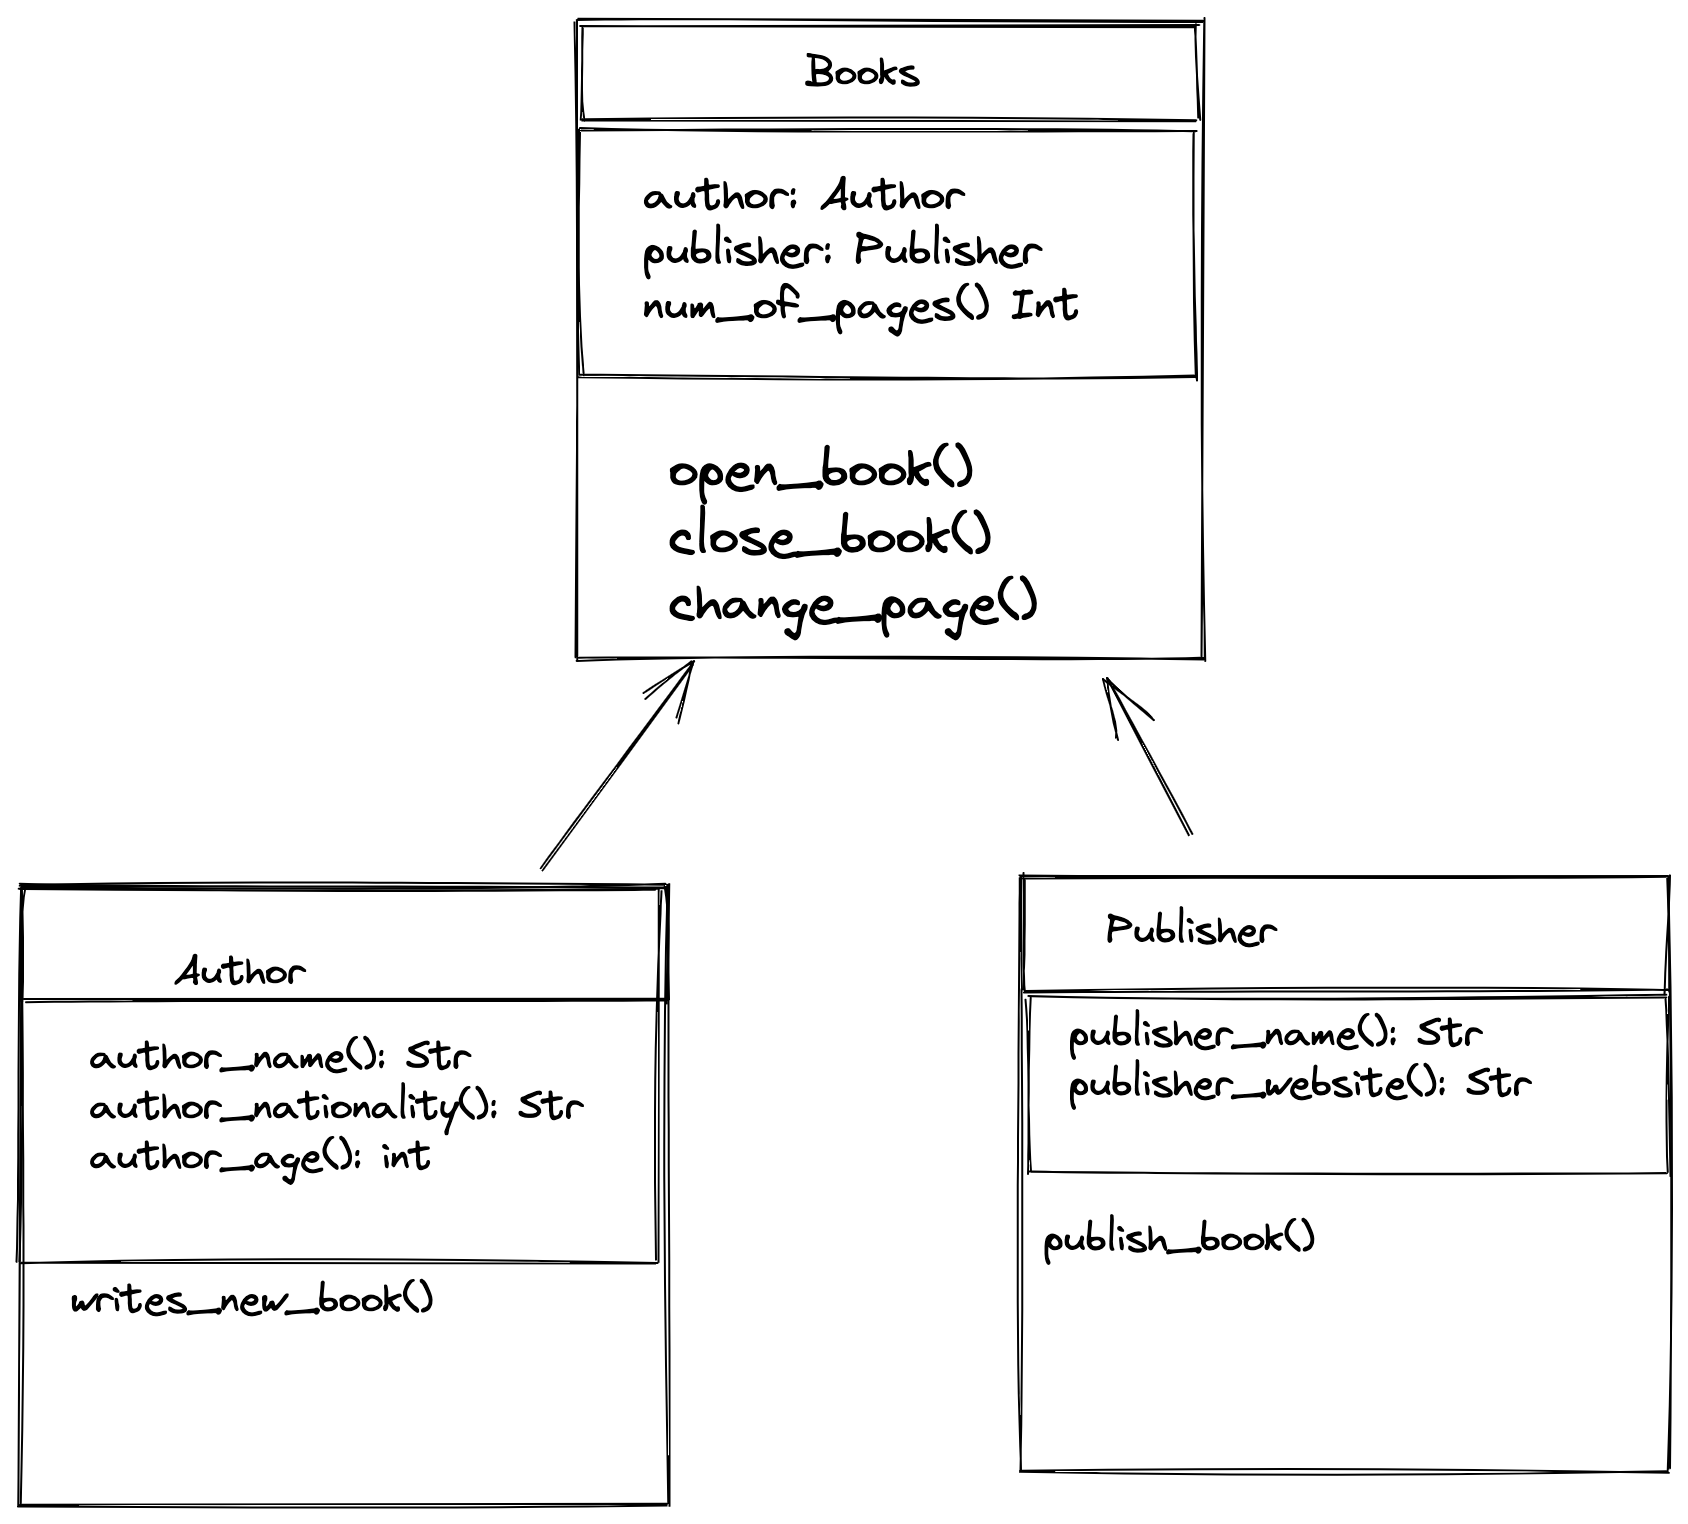 Books
author: Author
publisher: Publisher
num_of_pages() Int
open_book()
close_book()
change_page()
Author
author_name(): Str
author_nationality(): Str
author_age(): int
writes_new_book()
Publisher
publisher_name(): Str
publisher_website(): Str
publish_book()